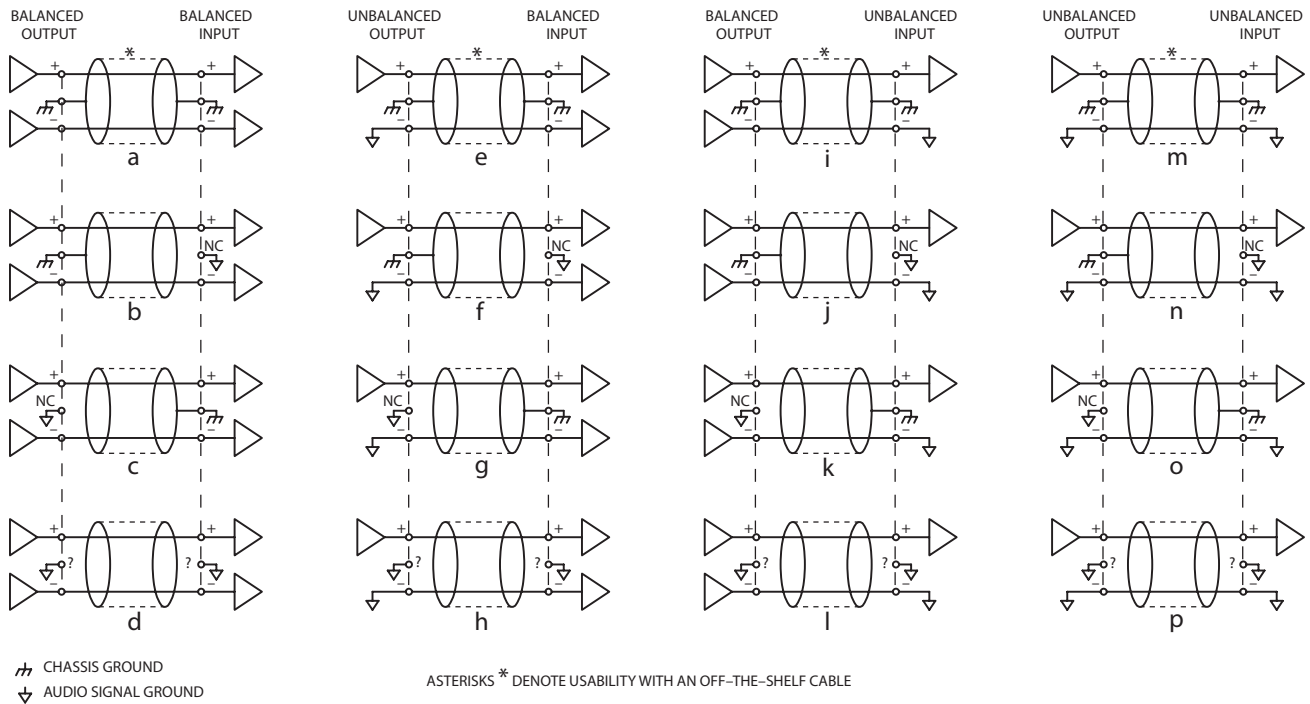 BALANCED OUTPUT BALANCED INPUT UNBALANCED OUTPUT BALANCED INPUT BALANCED OUTPUT UNBALANCED INPUT UNBALANCED OUTPUT UNBALANCED INPUT
* * * *
+ + + + + + + +
– – – – – – – –
a e i m
+ + + + + + + +
NC NC NC NC
– – – – – – – –
b f j n
+ + + + + + + +
NC NC NC NC
– – – – – – – –
c g k o
+ + + + + + + +
? ? ? ? ? ? ? ?
– – – – – – – –
d h l p
CHASSIS GROUND
AUDIO SIGNAL GROUND
ASTERISKS * DENOTE USABILITY WITH AN OFF–THE–SHELF CABLE